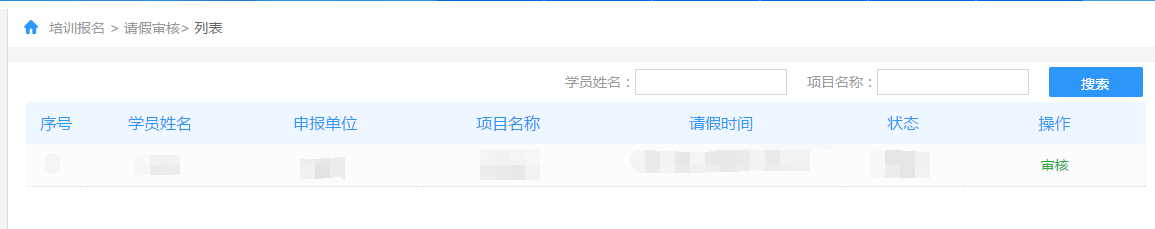 培训报名 > 请假审核> 列表
学员姓名： 项目名称： 搜索
序号 学员姓名 申报单位 项目名称 请假时间 状态 操作
审核